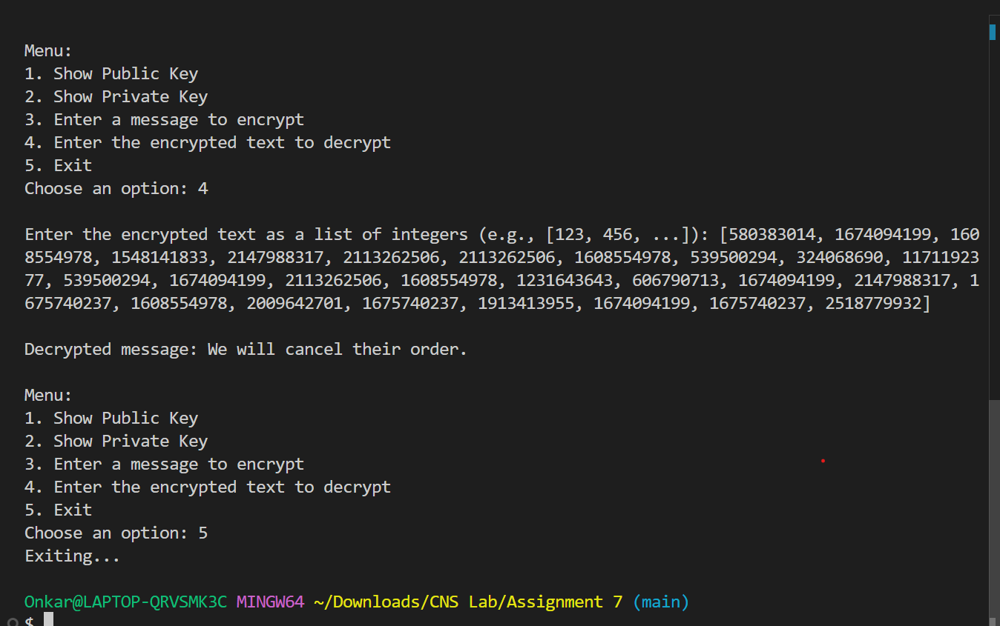 Menu:
1. Show Public Key
2. Show Private Key
3. Enter a message to encrypt
4. Enter the encrypted text to decrypt
5. Exit
Choose an option: 4
Enter the encrypted text as a list of integers (e.g., [123, 456, ...]): [580383014, 1674094199, 160
8554978, 1548141833, 2147988317, 2113262506, 2113262506, 1608554978, 539500294, 324068690, 11711923
77, 539500294, 1674094199, 2113262506, 1608554978, 1231643643, 606790713, 1674094199, 2147988317, 1
675740237, 1608554978, 2009642701, 1675740237, 1913413955, 1674094199, 1675740237, 2518779932]
Decrypted message: We will cancel their order.
Menu:
1. Show Public Key
2. Show Private Key
3. Enter a message to encrypt
4. Enter the encrypted text to decrypt
5. Exit
Choose an option: 5
Exiting...
Onkar@LAPTOP-QRVSMK3C MINGW64 ~/Downloads/CNS Lab/Assignment 7 (main)
$